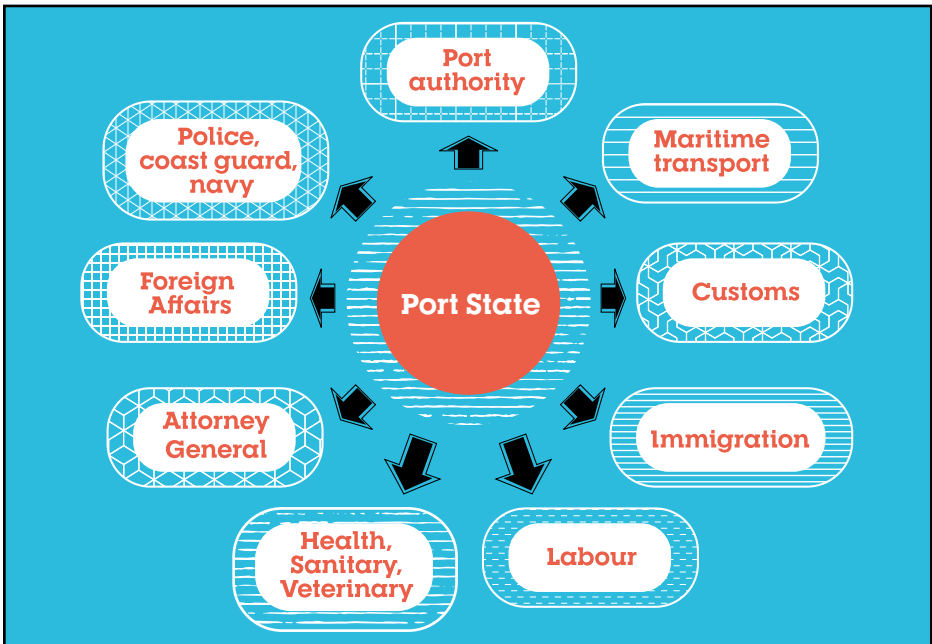 Port
authority
Police,
coast guard,
navy
Maritime
transport
Foreign
Affairs
Port State
Customs
Attorney
General
Immigration
Health,
Sanitary,
Veterinary
Labour